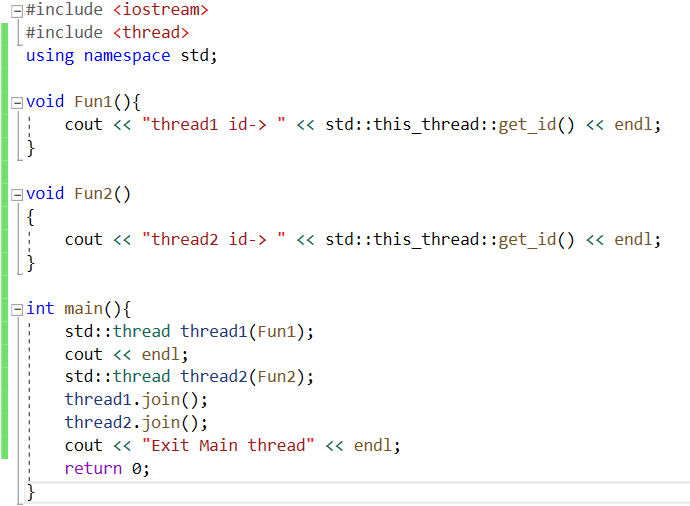 #include <iostream>
#include <thread>
using namespace std;

void Fun1(){
    cout << "thread1 id-> " << std::this_thread::get_id() << endl;
}

void Fun2()
{
    cout << "thread2 id-> " << std::this_thread::get_id() << endl;
}

int main(){
    std::thread thread1(Fun1);
    cout << endl;
    std::thread thread2(Fun2);
    thread1.join();
    thread2.join();
    cout << "Exit Main thread" << endl;
    return 0;
}